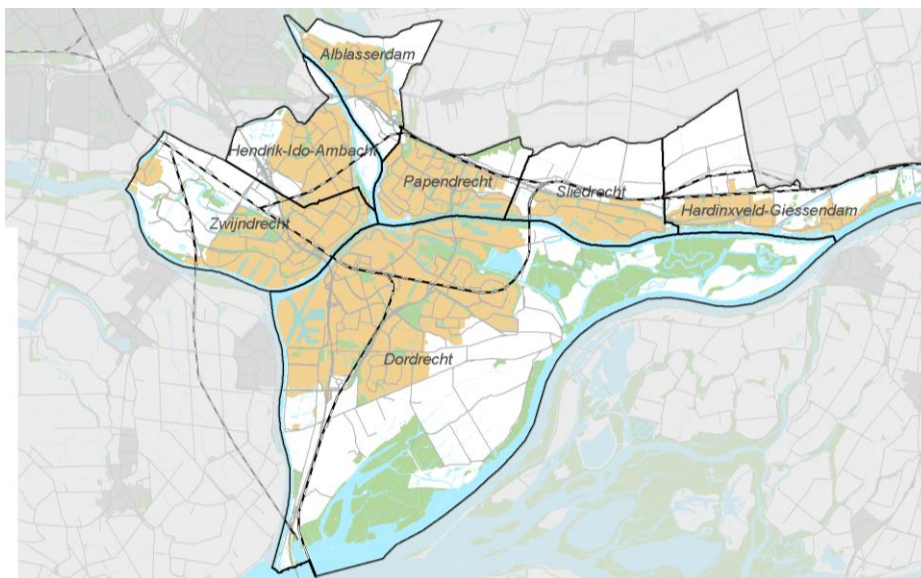 Alblasserdam
Hendrik-Ido-Ambacht
Papendrecht
Sliedrecht
Hardinxveld-Giessendam
Zwijndrecht
Dordrecht